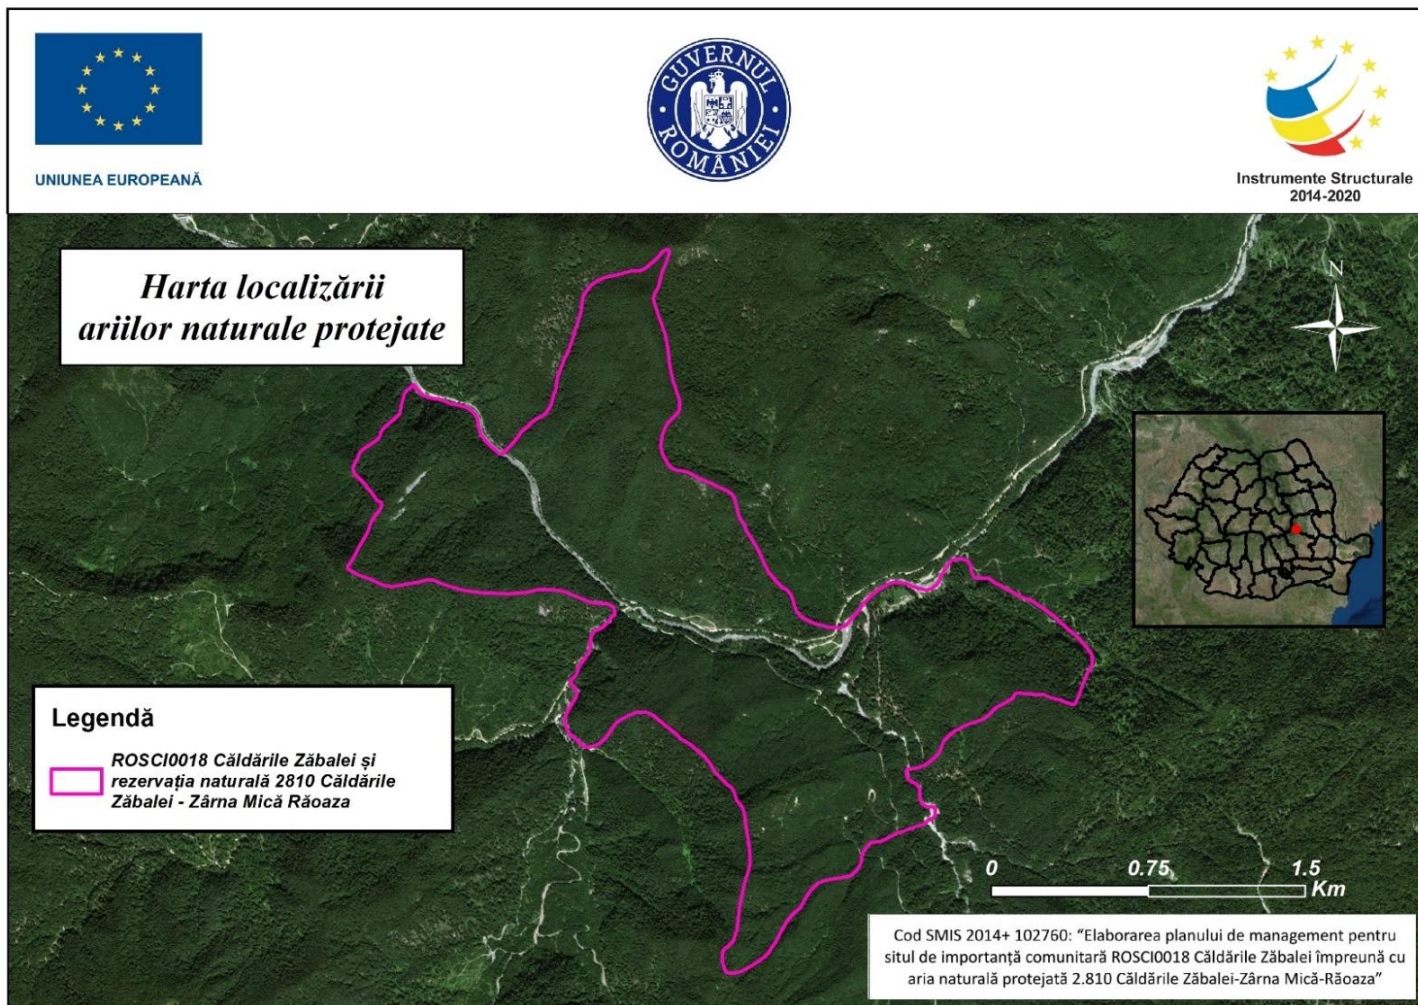 UNIUNEA EUROPEANĂ
GUVERNUL
ROMÂNIEI
Instrumente Structurale
2014-2020
Harta localizării
ariilor naturale protejate
N
Legendă
ROSCI0018 Căldările Zăbalei și
rezervația naturală 2810 Căldările
Zăbalei - Zârna Mică Răoaza
0 0.75 1.5
Km
Cod SMIS 2014+ 102760: “Elaborarea planului de management pentru
situl de importanță comunitară ROSCI0018 Căldările Zăbalei împreună cu
aria naturală protejată 2.810 Căldările Zăbalei-Zârna Mică-Răoaza”